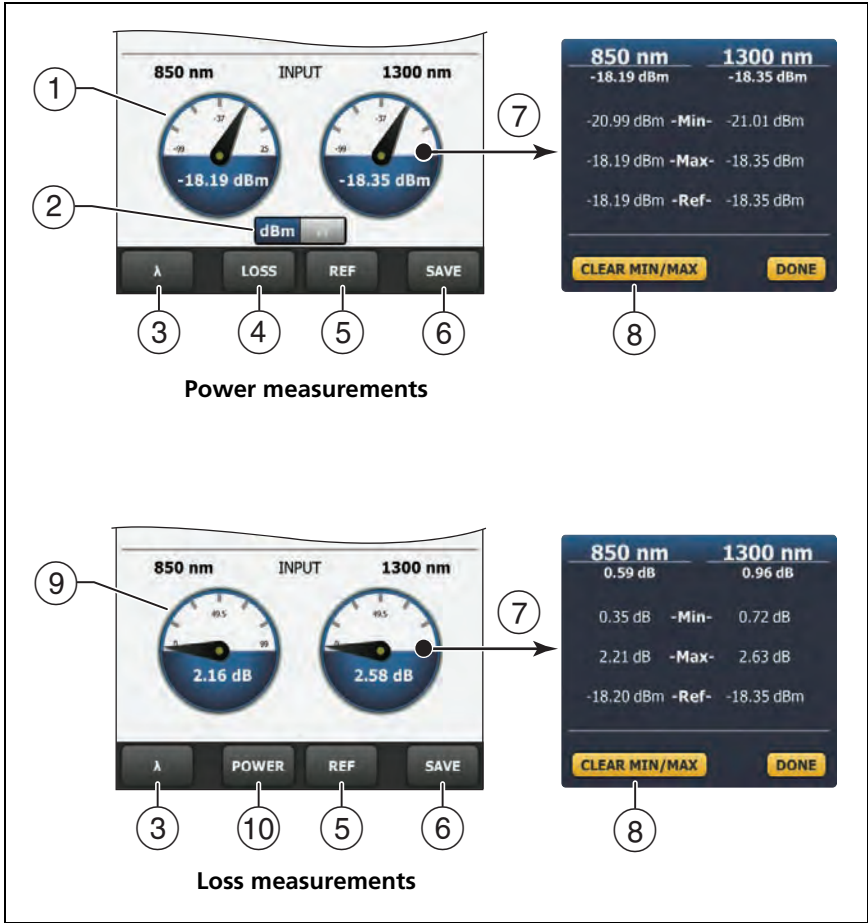 850 nm INPUT 1300 nm
-99 -37 25
-18.19 dBm
-99 -37
-18.35 dBm
dBm
λ LOSS REF SAVE
1
2
3
4
5
6
7
850 nm 1300 nm
-18.19 dBm -18.35 dBm
-20.99 dBm -Min- -21.01 dBm
-18.19 dBm -Max- -18.35 dBm
-18.19 dBm -Ref- -18.35 dBm
CLEAR MIN/MAX DONE
8
Power measurements
850 nm INPUT 1300 nm
0 49.5 99
2.16 dB
0 49.5
2.58 dB
λ POWER REF SAVE
9
3
10
5
6
7
850 nm 1300 nm
0.59 dB 0.96 dB
0.35 dB -Min- 0.72 dB
2.21 dB -Max- 2.63 dB
-18.20 dBm -Ref- -18.35 dBm
CLEAR MIN/MAX DONE
8
Loss measurements